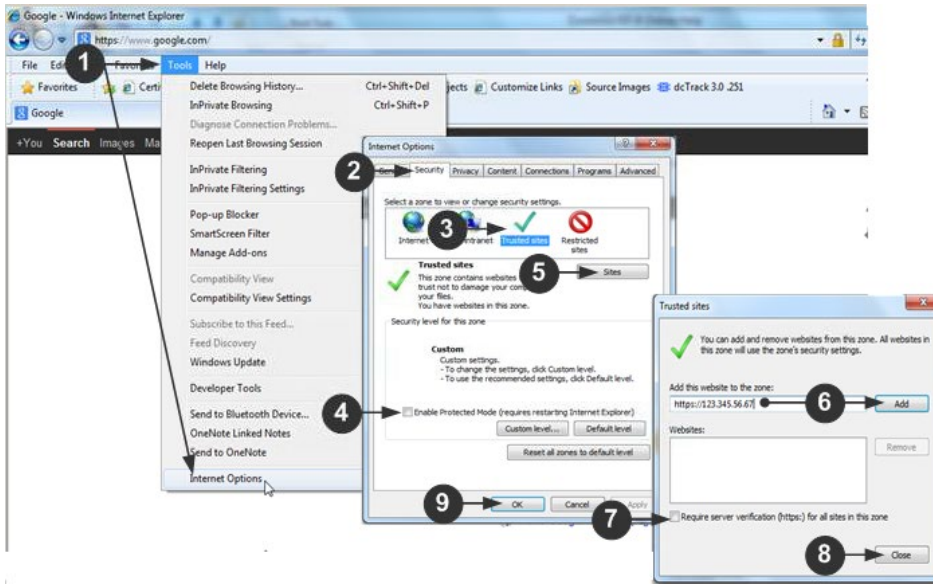 Google - Windows Internet Explorer
https://www.google.com/
File Tools Help
Favorites Customize Links Source Images dcTrack 3.0 .251
Google
+You Search Images
1
Delete Browsing History... Ctrl+Shift+Del
InPrivate Browsing Ctrl+Shift+P
Diagnose Connection Problems...
Reopen Last Browsing Session
InPrivate Filtering
InPrivate Filtering Settings
Pop-up Blocker
SmartScreen Filter
Manage Add-ons
Compatibility View
Compatibility View Settings
Subscribe to this Feed...
Feed Discovery
Windows Update
Developer Tools
Send to Bluetooth Device...
OneNote Linked Notes
Send to OneNote
Internet Options
Internet Options
2
Security Privacy Content Connections Programs Advanced
Select a zone to view or change security settings.
3
Internet Trusted sites Restricted
sites
Trusted sites
5
Sites
This zone contains websites
trust not to damage your
your files.
You have websites in this zone.
Security level for this zone
Custom
Custom settings.
- To change the settings, click Custom level.
- To use the recommended settings, click Default level.
4
Enable Protected Mode (requires restarting Internet Explorer)
Custom level... Default level
Reset all zones to default level
9
OK Cancel Apply
Trusted sites
You can add and remove websites from this zone. All websites in
this zone will use the zone's security settings.
Add this website to the zone:
https://123.345.56.67
6
Add
Websites:
Remove
7
Require server verification (https:) for all sites in this zone
8
Close